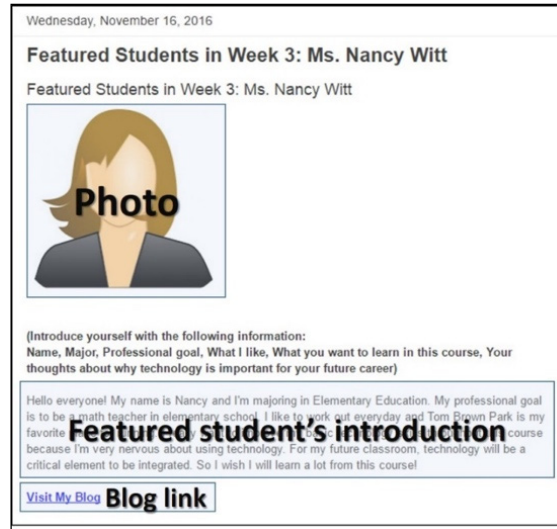 Wednesday, November 16, 2016
Featured Students in Week 3: Ms. Nancy Witt
Featured Students in Week 3: Ms. Nancy Witt
Photo
(Introduce yourself with the following information:
Name, Major, Professional goal, What I like, What you want to learn in this course, Your
thoughts about why technology is important for your future career)
Hello everyone! My name is Nancy and I'm majoring in Elementary Education. My professional goal
is to be a math teacher in elementary school. I like to work out everyday and Tom Brown Park is my
favorite course
Featured student's introduction
because I'm very nervous about using technology. For my future classroom, technology will be a
critical element to be integrated. So I wish I will learn a lot from this course!
Visit My Blog Blog link